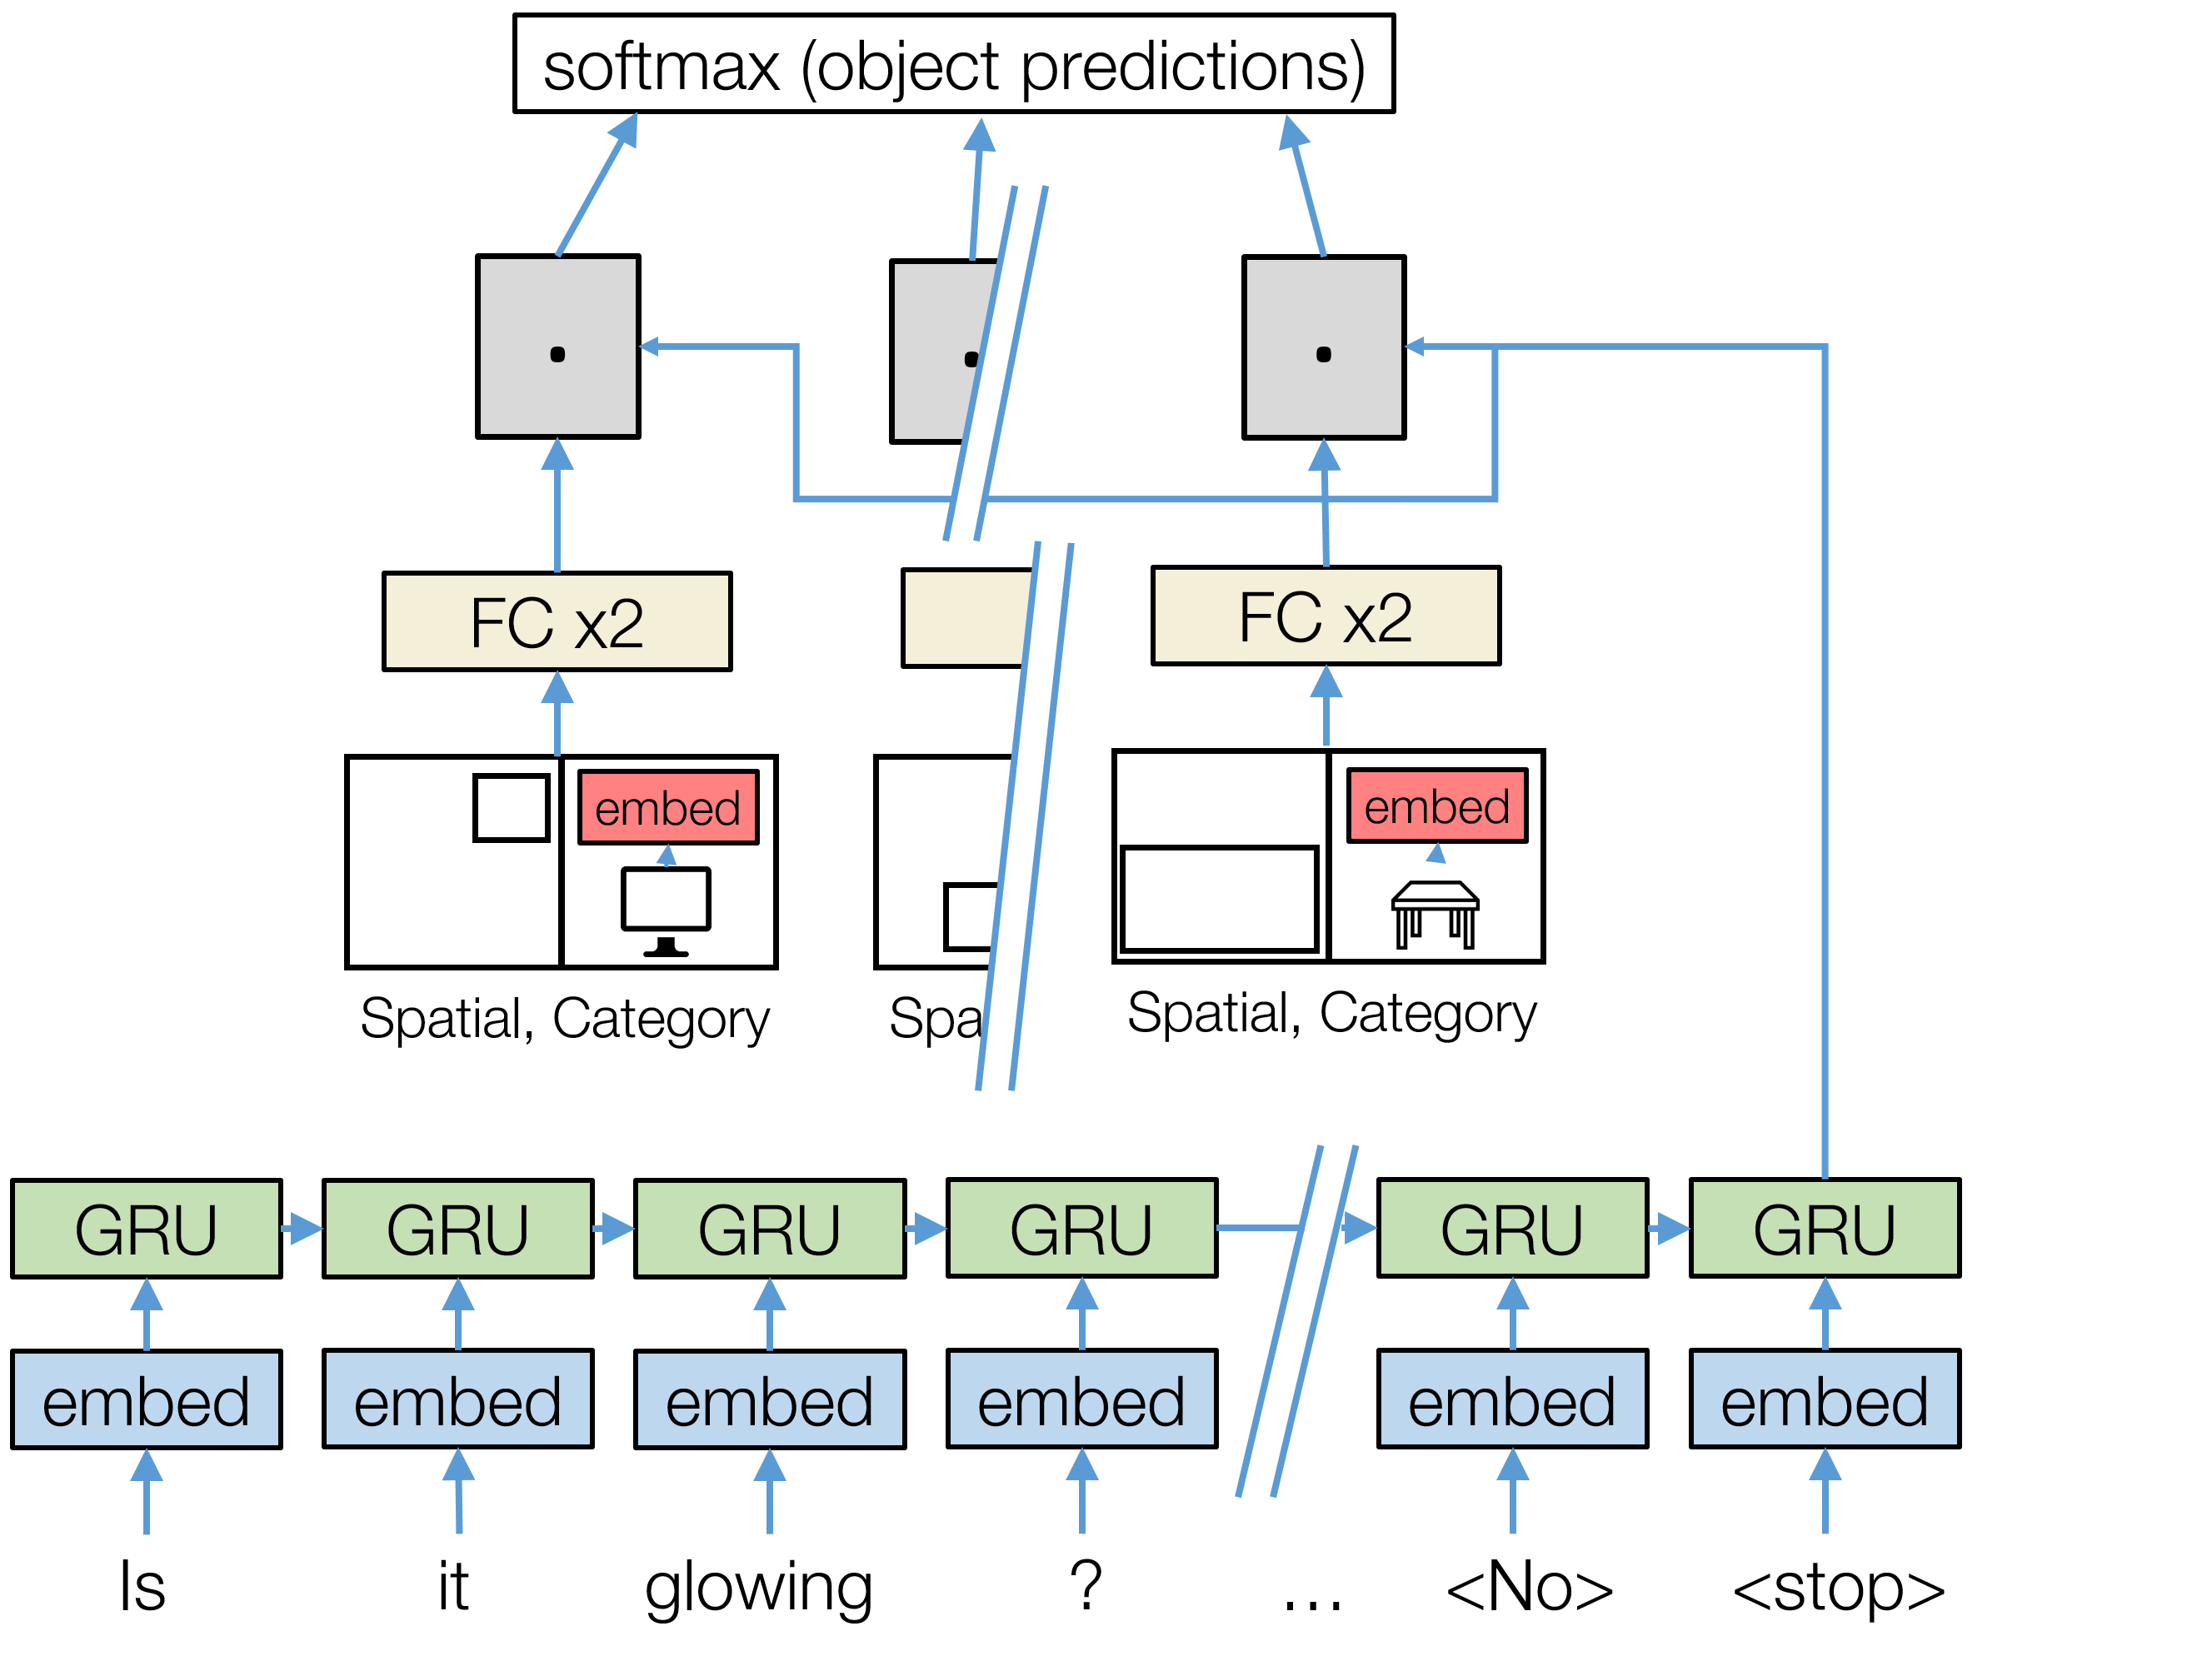 softmax (object predictions)
. . .
FC x2 FC x2
embed embed
Spatial, Category Spa Spatial, Category
GRU GRU GRU GRU GRU GRU
embed embed embed embed embed embed
Is it glowing ? ... <No> <stop>